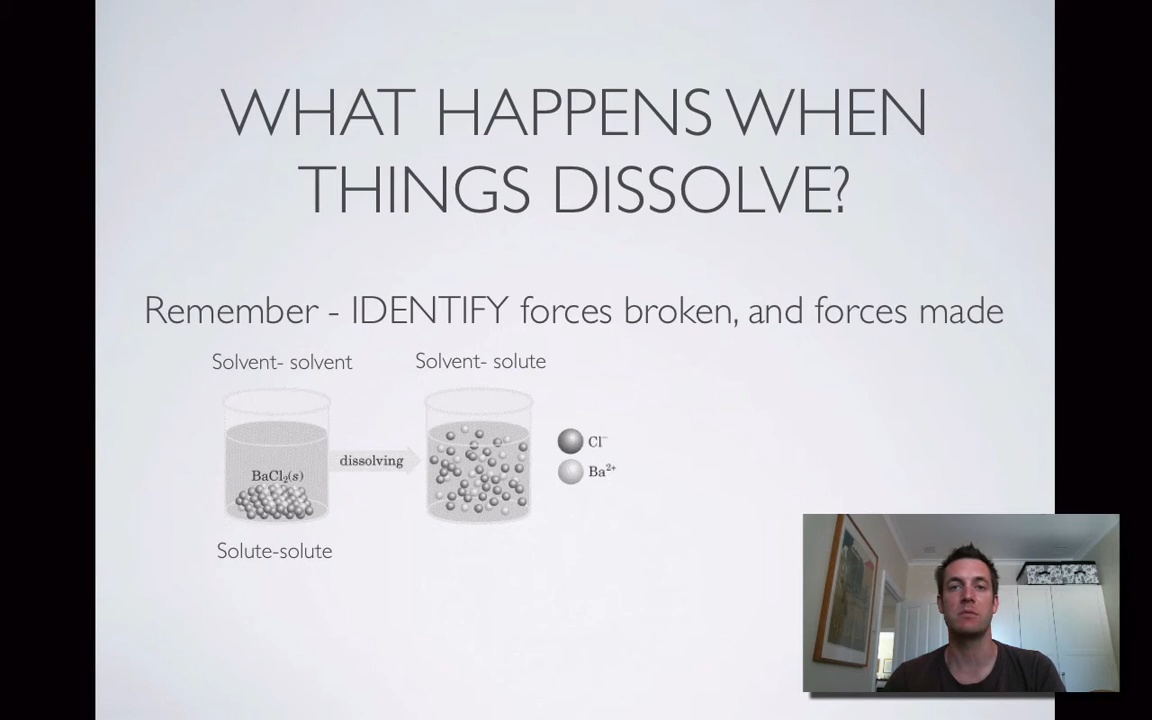 WHAT HAPPENS WHEN
THINGS DISSOLVE?
Remember - IDENTIFY forces broken, and forces made
Solvent- solvent
Solvent- solute
BaCl₂(s)
dissolving
Cl⁻
Ba²⁺
Solute-solute